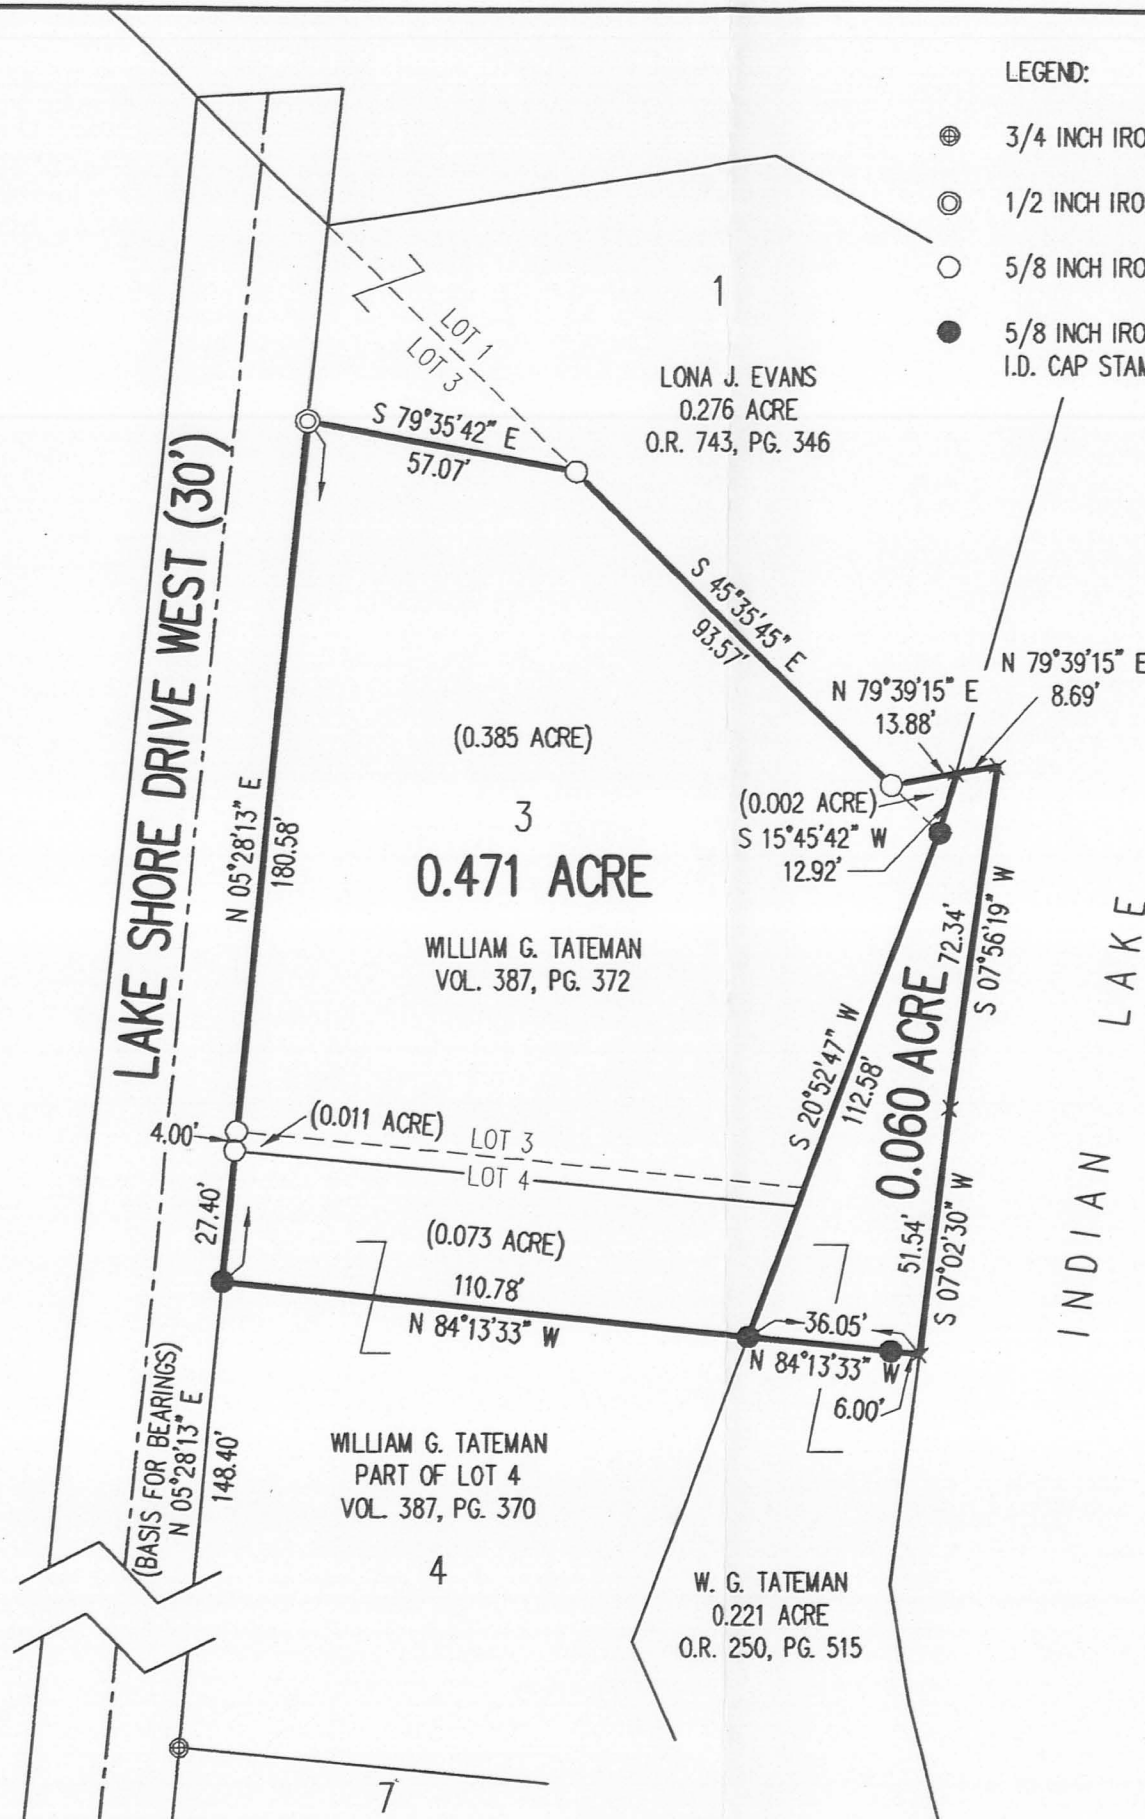 LEGEND:
3/4 INCH IRO
1/2 INCH IRO
5/8 INCH IRO
5/8 INCH IRO
I.D. CAP STAM
1
LOT 1
LOT 3
LONA J. EVANS
0.276 ACRE
O.R. 743, PG. 346
S 79°35'42" E
57.07'
LAKE SHORE DRIVE WEST (30')
S 45°35'45" E
93.57'
N 79°39'15" E
8.69'
N 79°39'15" E
13.88'
(0.385 ACRE)
(0.002 ACRE)
S 15°45'42" W
12.92'
3
0.471 ACRE
N 05°28'13" E
180.58'
WILLIAM G. TATEMAN
VOL. 387, PG. 372
72.34'
S 07°56'19" W
INDIAN LAKE
0.060 ACRE
S 20°52'47" W
112.58'
4.00'
(0.011 ACRE)
LOT 3
LOT 4
27.40'
(0.073 ACRE)
110.78'
N 84°13'33" W
51.54'
S 07°02'30" W
36.05'
N 84°13'33" W
6.00'
(BASIS FOR BEARINGS)
N 05°28'13" E
148.40'
WILLIAM G. TATEMAN
PART OF LOT 4
VOL. 387, PG. 370
4
W. G. TATEMAN
0.221 ACRE
O.R. 250, PG. 515
7